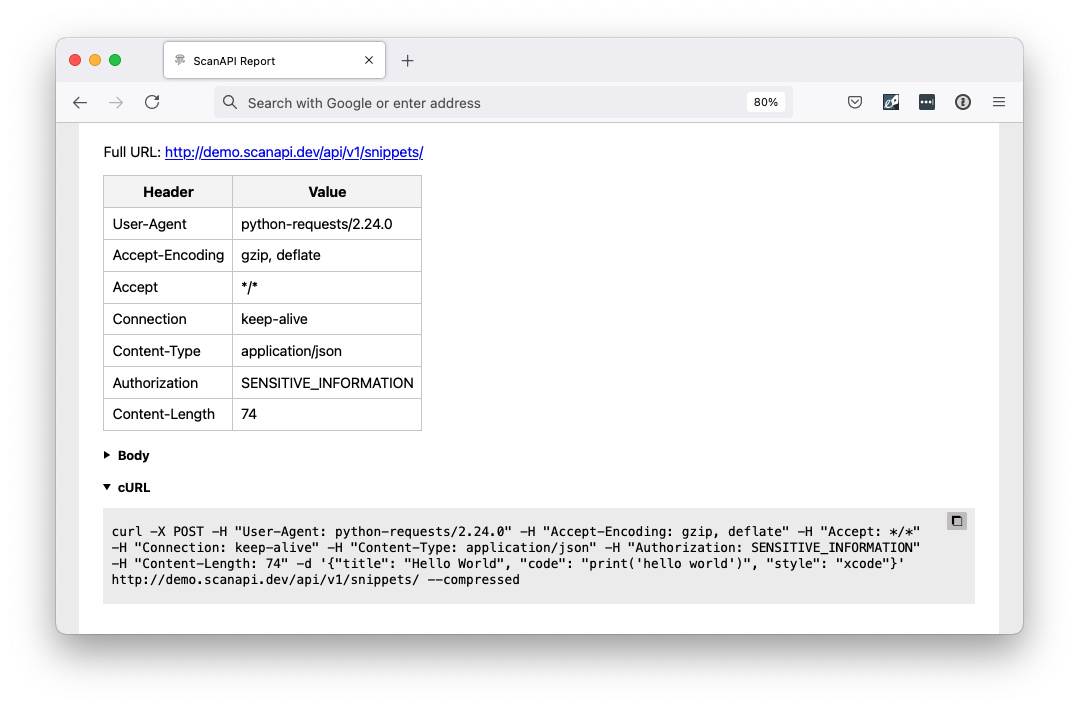 ScanAPI Report
Search with Google or enter address
80%
Full URL: http://demo.scanapi.dev/api/v1/snippets/
Header Value
User-Agent python-requests/2.24.0
Accept-Encoding gzip, deflate
Accept */*
Connection keep-alive
Content-Type application/json
Authorization SENSITIVE_INFORMATION
Content-Length 74
Body
cURL
curl -X POST -H "User-Agent: python-requests/2.24.0" -H "Accept-Encoding: gzip, deflate" -H "Accept: */*"
-H "Connection: keep-alive" -H "Content-Type: application/json" -H "Authorization: SENSITIVE_INFORMATION"
-H "Content-Length: 74" -d '{"title": "Hello World", "code": "print('hello world')", "style": "xcode"}'
http://demo.scanapi.dev/api/v1/snippets/ --compressed